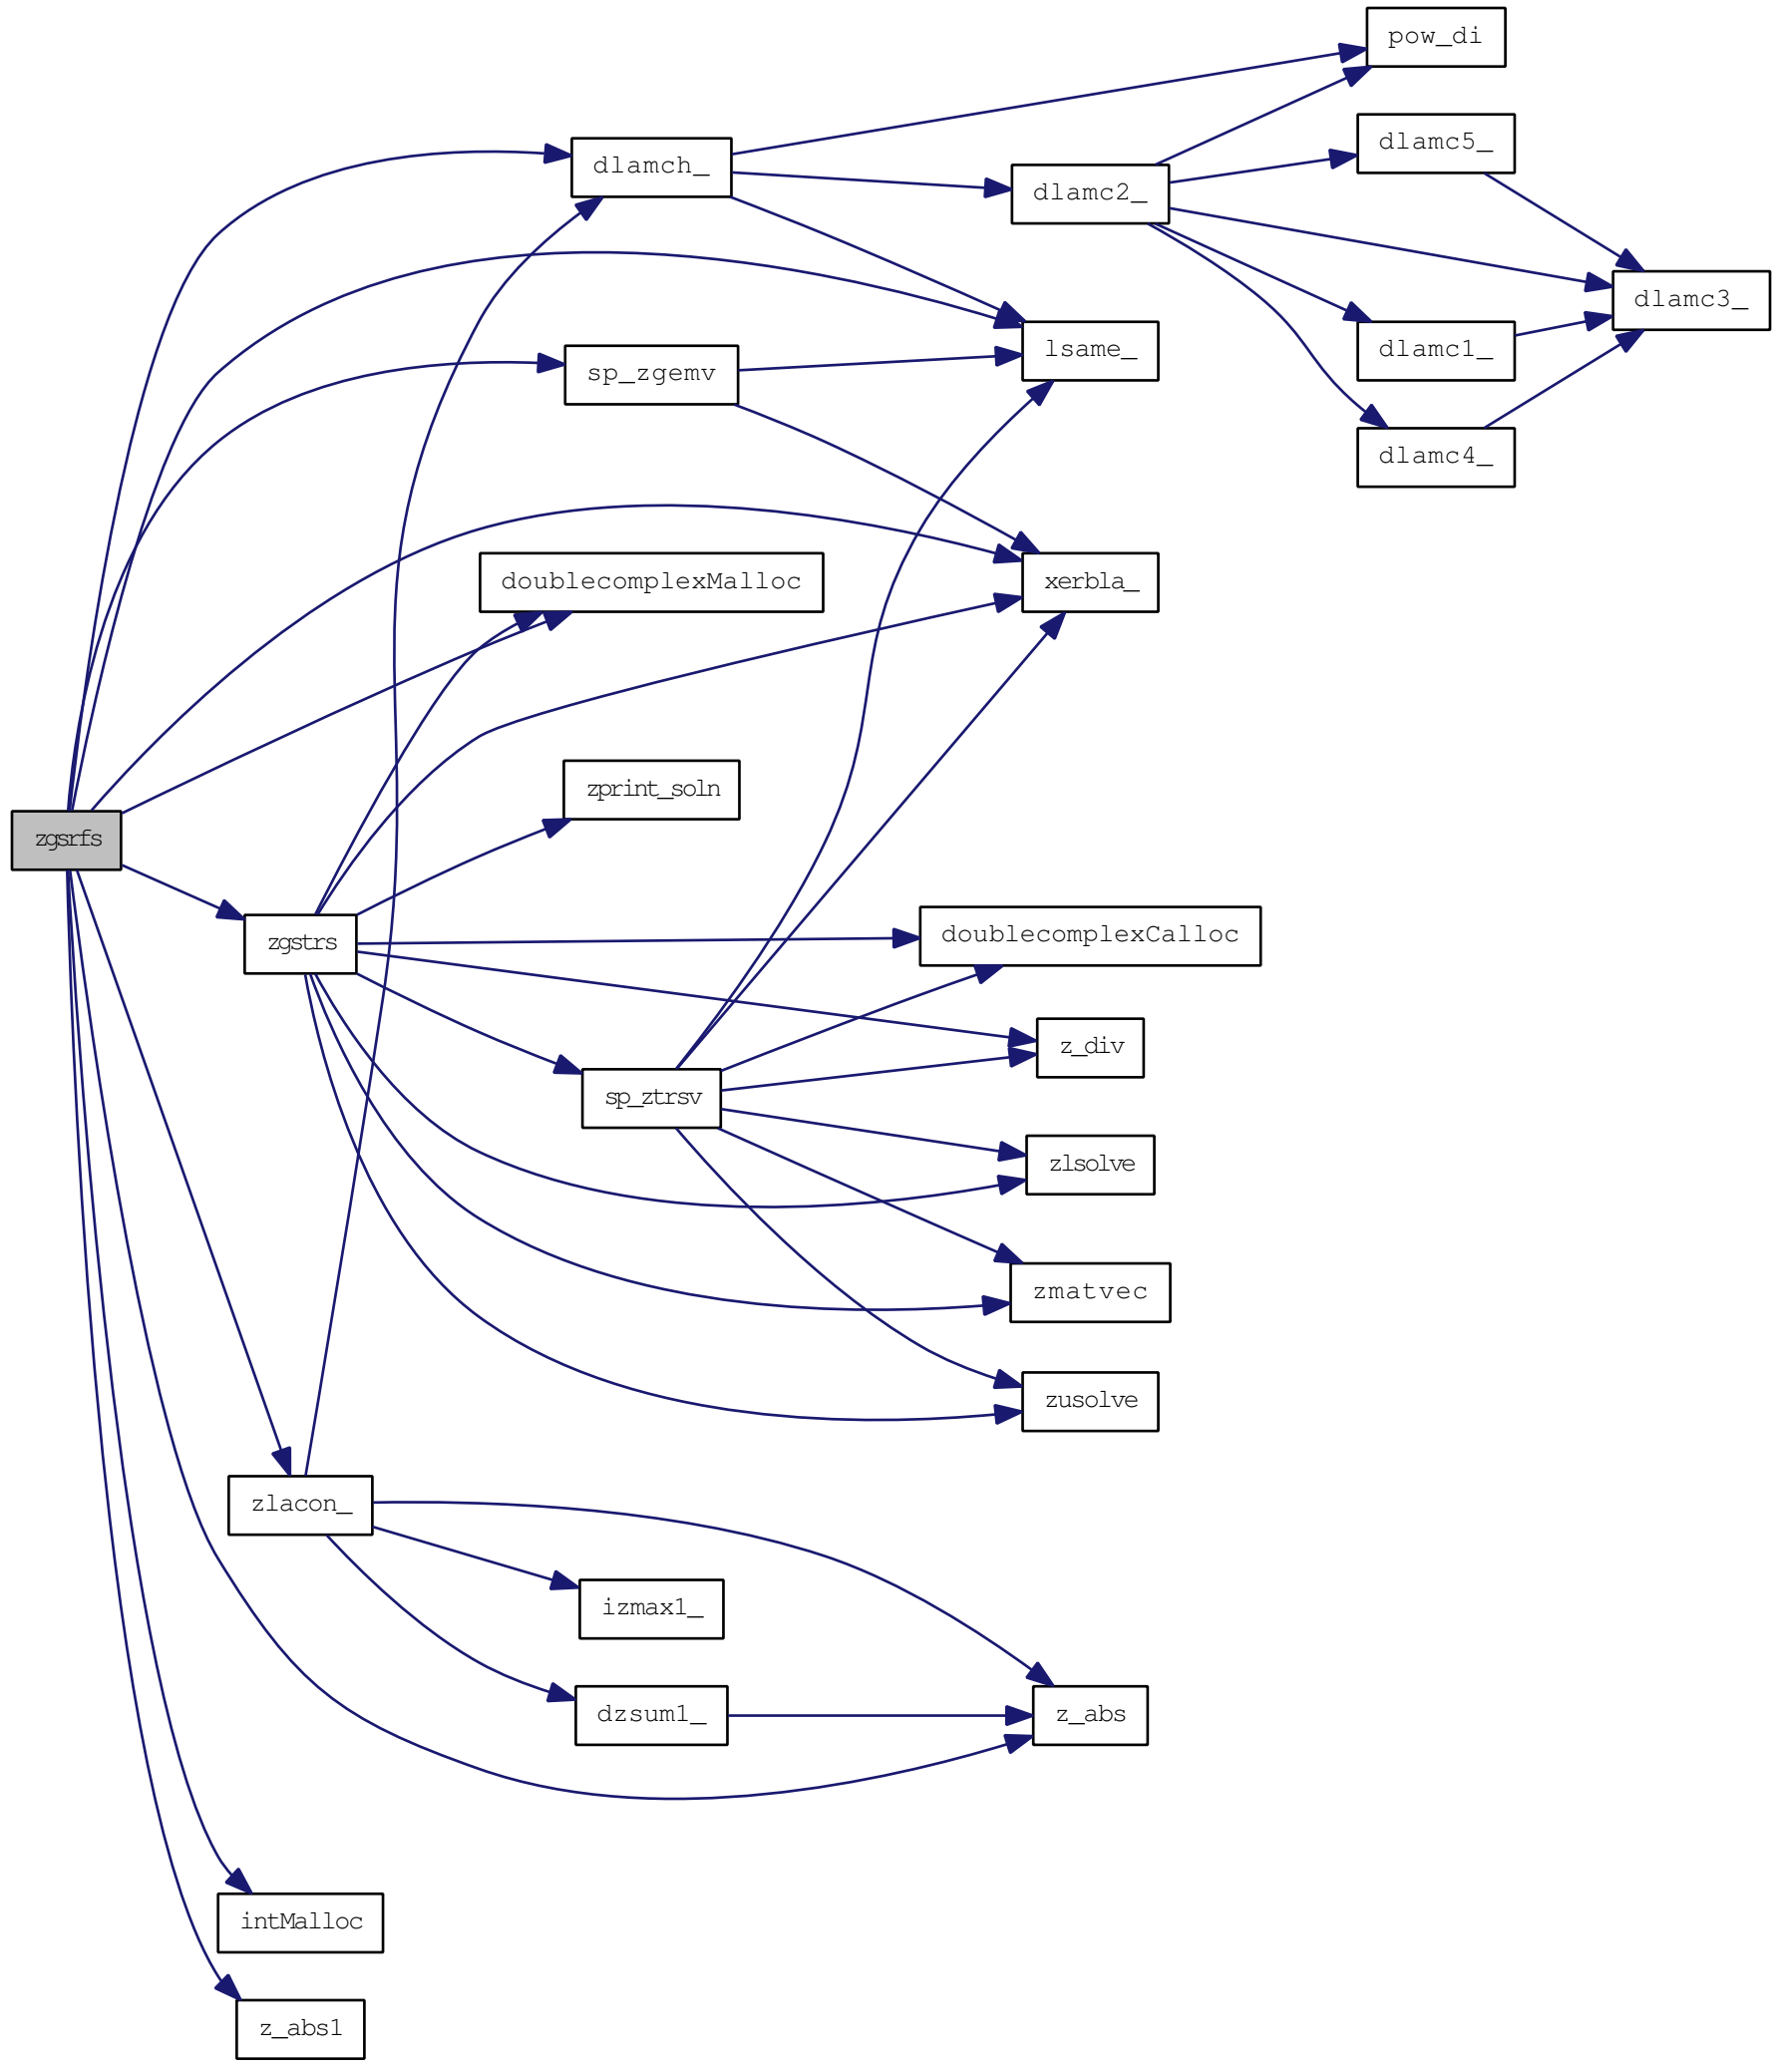 pow_di
dlamc5_
dlamch_
dlamc2_
dlamc3_
lsame_
dlamc1_
sp_zgemv
dlamc4_
doublecomplexMalloc
xerbla_
zprint_soln
zgsrfs
zgstrs
doublecomplexCalloc
z_div
sp_ztrsv
zlsolve
zmatvec
zusolve
zlacon_
izmax1_
dzsum1_
z_abs
intMalloc
z_abs1